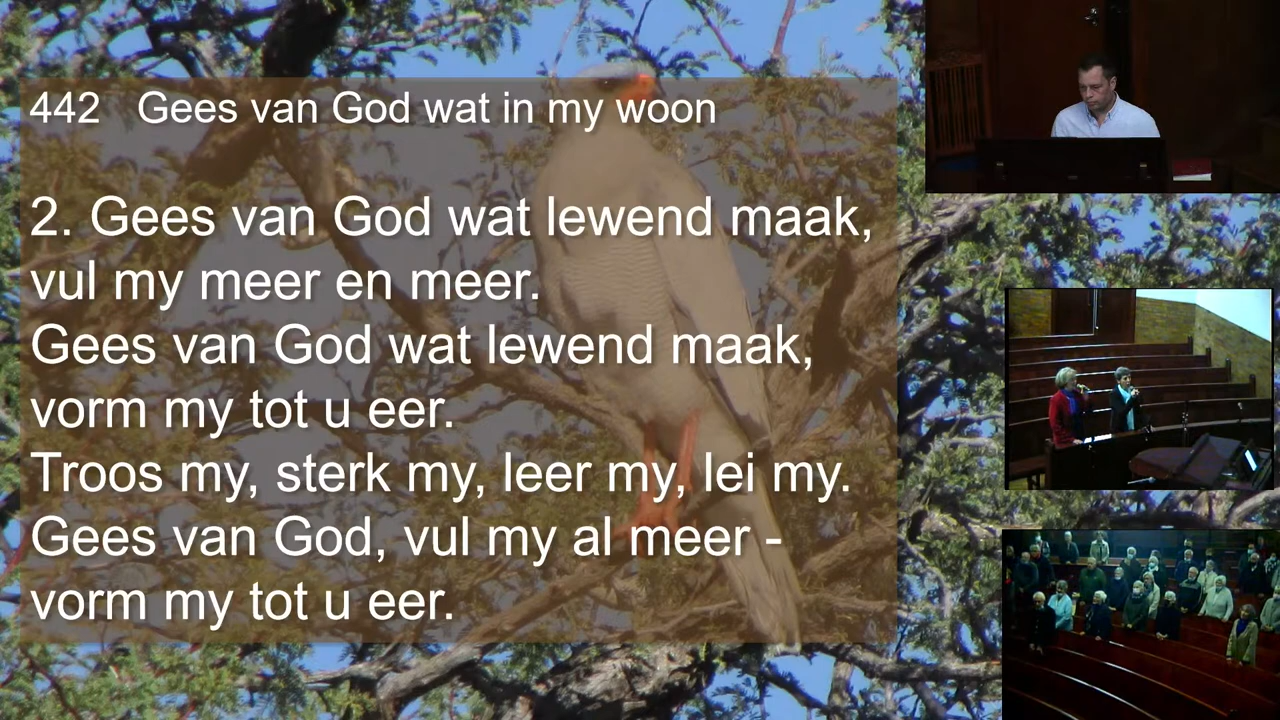 442 Gees van God wat in my woon
2. Gees van God wat lewend maak,
vul my meer en meer.
Gees van God wat lewend maak,
vorm my tot u eer.
Troos my, sterk my, leer my, lei my.
Gees van God, vul my al meer -
vorm my tot u eer.